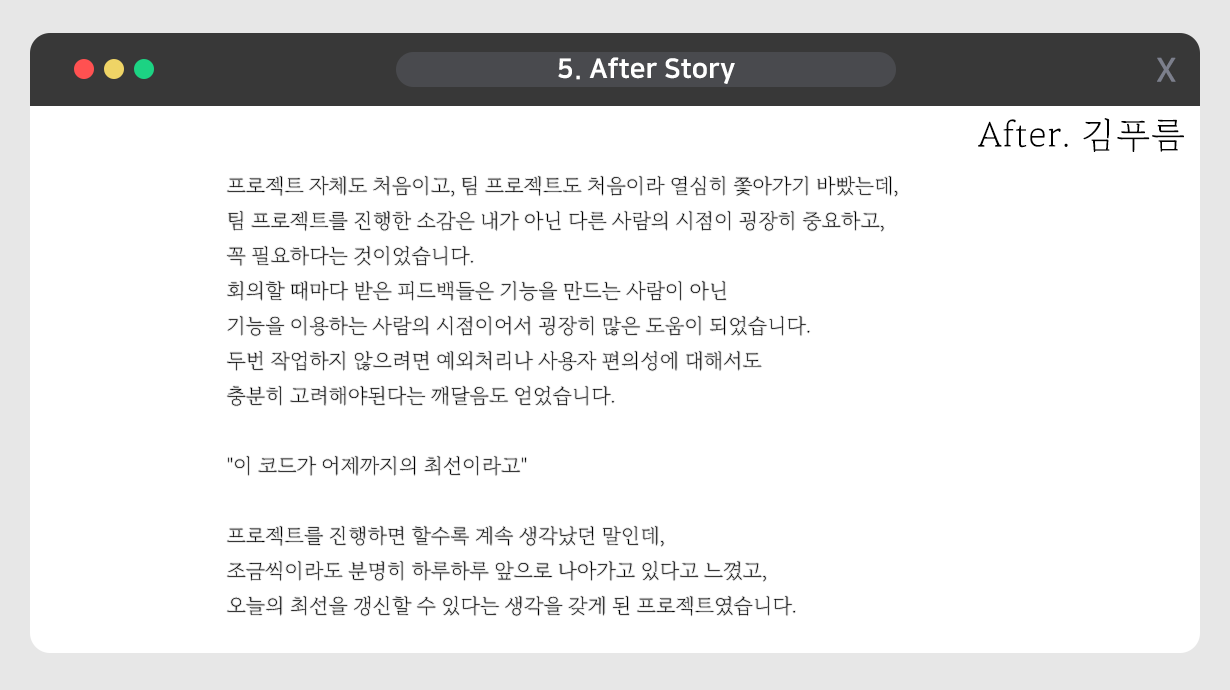 5. After Story
X
After. 김푸름
프로젝트 자체도 처음이고, 팀 프로젝트도 처음이라 열심히 쫓아가기 바빴는데,
팀 프로젝트를 진행한 소감은 내가 아닌 다른 사람의 시점이 굉장히 중요하고,
꼭 필요하다는 것이었습니다.
회의할 때마다 받은 피드백들은 기능을 만드는 사람이 아닌
기능을 이용하는 사람의 시점이어서 굉장히 많은 도움이 되었습니다.
두번 작업하지 않으려면 예외처리나 사용자 편의성에 대해서도
충분히 고려해야된다는 깨달음도 얻었습니다.
"이 코드가 어제까지의 최선이라고"
프로젝트를 진행하면 할수록 계속 생각났던 말인데,
조금씩이라도 분명히 하루하루 앞으로 나아가고 있다고 느꼈고,
오늘의 최선을 갱신할 수 있다는 생각을 갖게 된 프로젝트였습니다.